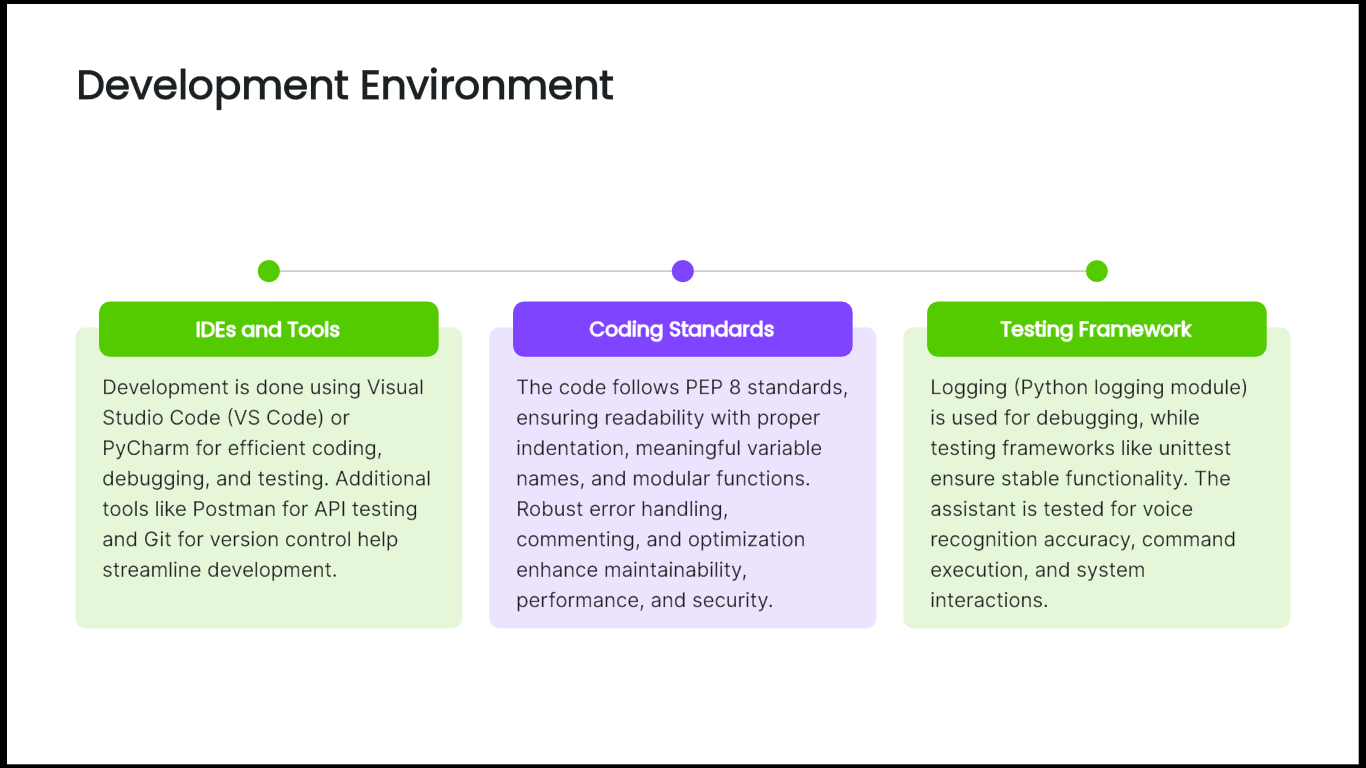 Development Environment
IDEs and Tools
Development is done using Visual
Studio Code (VS Code) or
PyCharm for efficient coding,
debugging, and testing. Additional
tools like Postman for API testing
and Git for version control help
streamline development.
Coding Standards
The code follows PEP 8 standards,
ensuring readability with proper
indentation, meaningful variable
names, and modular functions.
Robust error handling,
commenting, and optimization
enhance maintainability,
performance, and security.
Testing Framework
Logging (Python logging module)
is used for debugging, while
testing frameworks like unittest
ensure stable functionality. The
assistant is tested for voice
recognition accuracy, command
execution, and system
interactions.